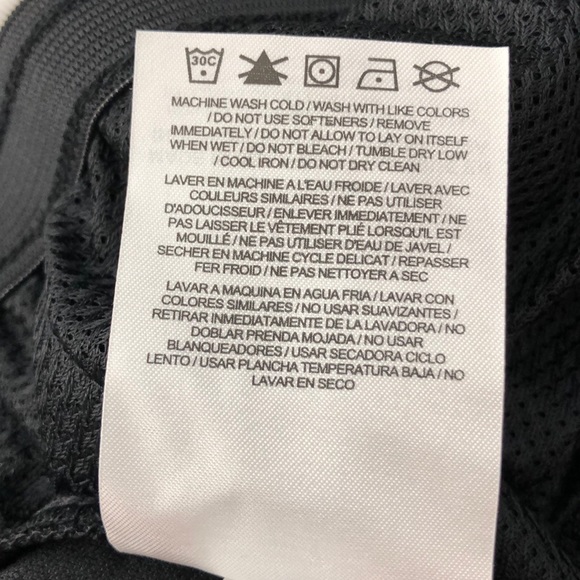 30C
MACHINE WASH COLD / WASH WITH LIKE COLORS
/ DO NOT USE SOFTENERS / REMOVE
IMMEDIATELY / DO NOT ALLOW TO LAY ON ITSELF
WHEN WET / DO NOT BLEACH / TUMBLE DRY LOW
/ COOL IRON / DO NOT DRY CLEAN
LAVER EN MACHINE A L'EAU FROIDE / LAVER AVEC
COULEURS SIMILAIRES / NE PAS UTILISER
D'ADOUCISSEUR / ENLEVER IMMEDIATEMENT / NE
PAS LAISSER LE VÊTEMENT PLIÉ LORSQU'IL EST
MOUILLÉ / NE PAS UTILISER D'EAU DE JAVEL /
SECHER EN MACHINE CYCLE DELICAT / REPASSER
FER FROID / NE PAS NETTOYER A SEC
LAVAR A MAQUINA EN AGUA FRIA / LAVAR CON
COLORES SIMILARES / NO USAR SUAVIZANTES /
RETIRAR INMEDIATAMENTE DE LA LAVADORA / NO
DOBLAR PRENDA MOJADA / NO USAR
BLANQUEADORES / USAR SECADORA CICLO
LENTO / USAR PLANCHA TEMPERATURA BAJA / NO
LAVAR EN SECO